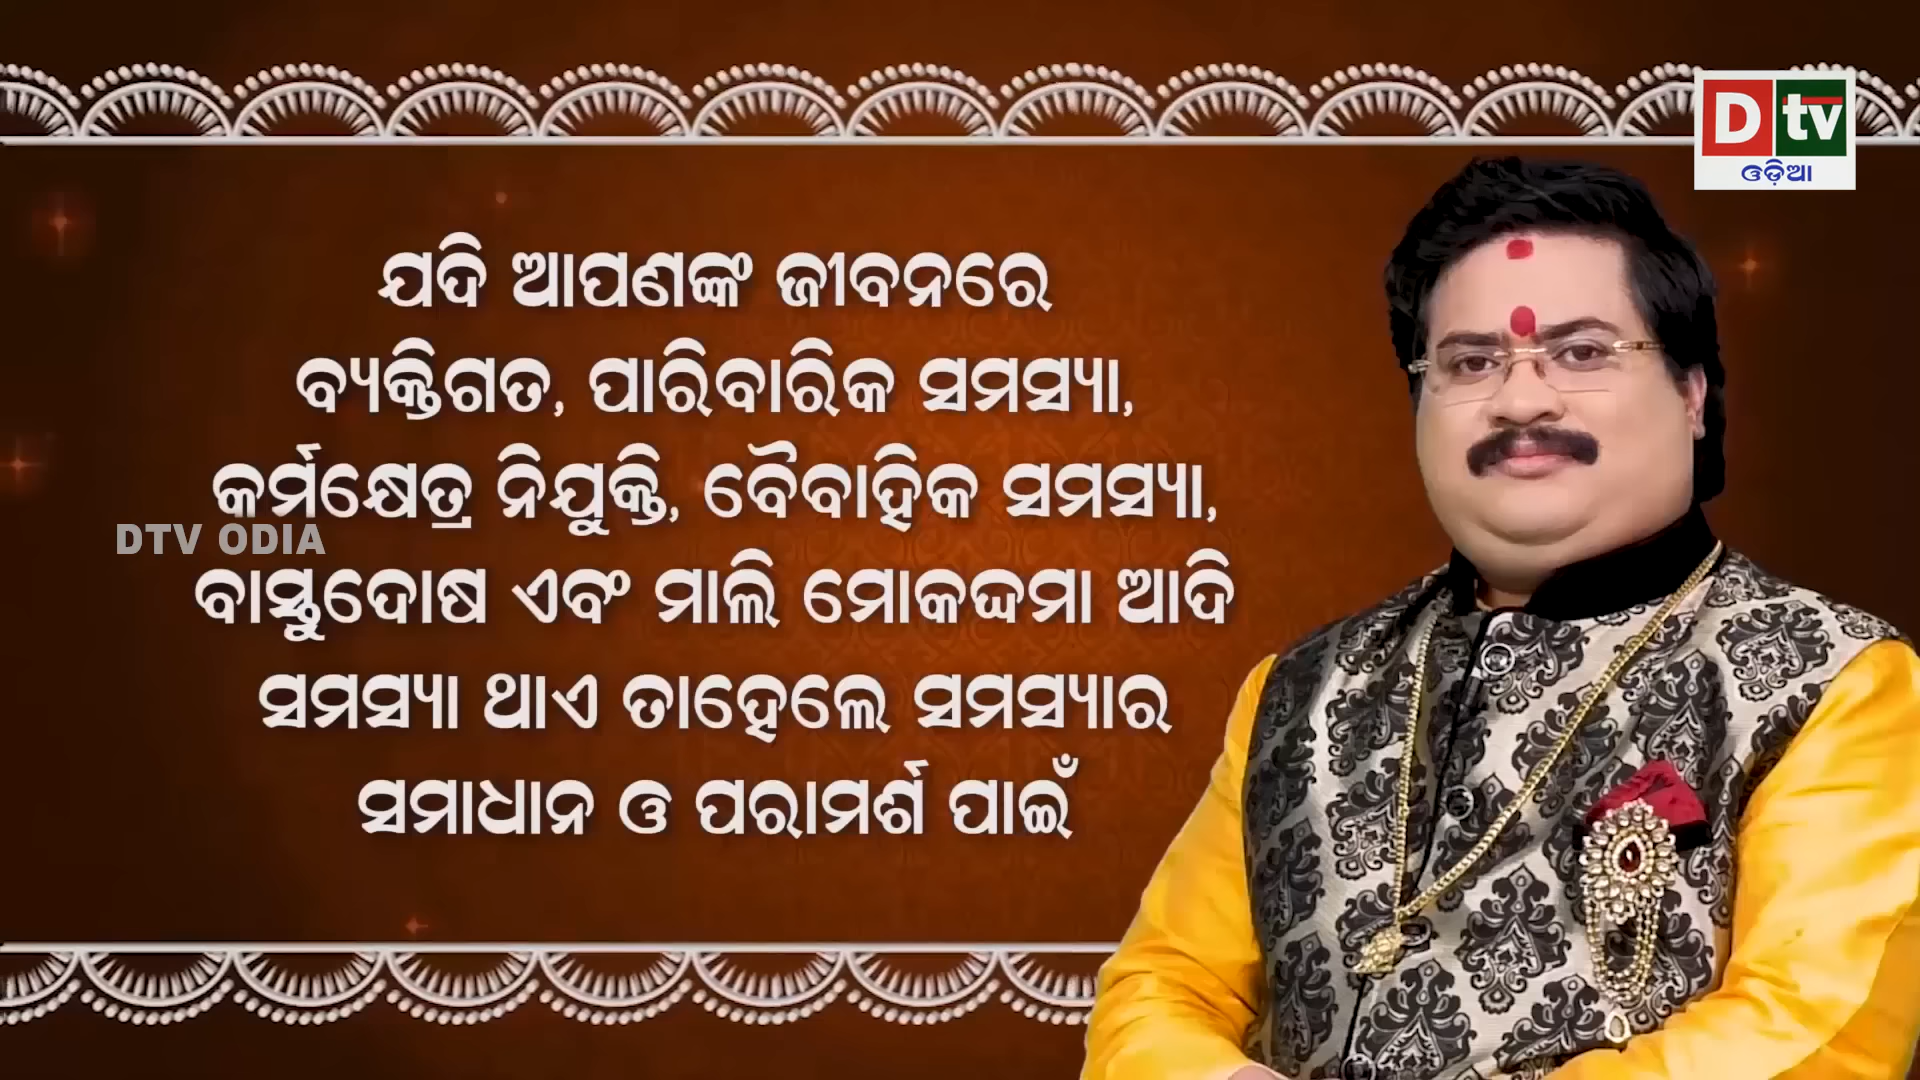 D tv
ଓଡ଼ିଆ
ଯଦି ଆପଣଙ୍କ ଜୀବନରେ
ବ୍ୟକ୍ତିଗତ, ପାରିବାରିକ ସମସ୍ୟା,
କର୍ମକ୍ଷେତ୍ର ନିଯୁକ୍ତି, ବୈବାହିକ ସମସ୍ୟା,
DTV ODIA
ବାସ୍ତୁଦୋଷ ଏବଂ ମାଲି ମୋକଦ୍ଦମା ଆଦି
ସମସ୍ୟା ଥାଏ ତାହେଲେ ସମସ୍ୟାର
ସମାଧାନ ଓ ପରାମର୍ଶ ପାଇଁ